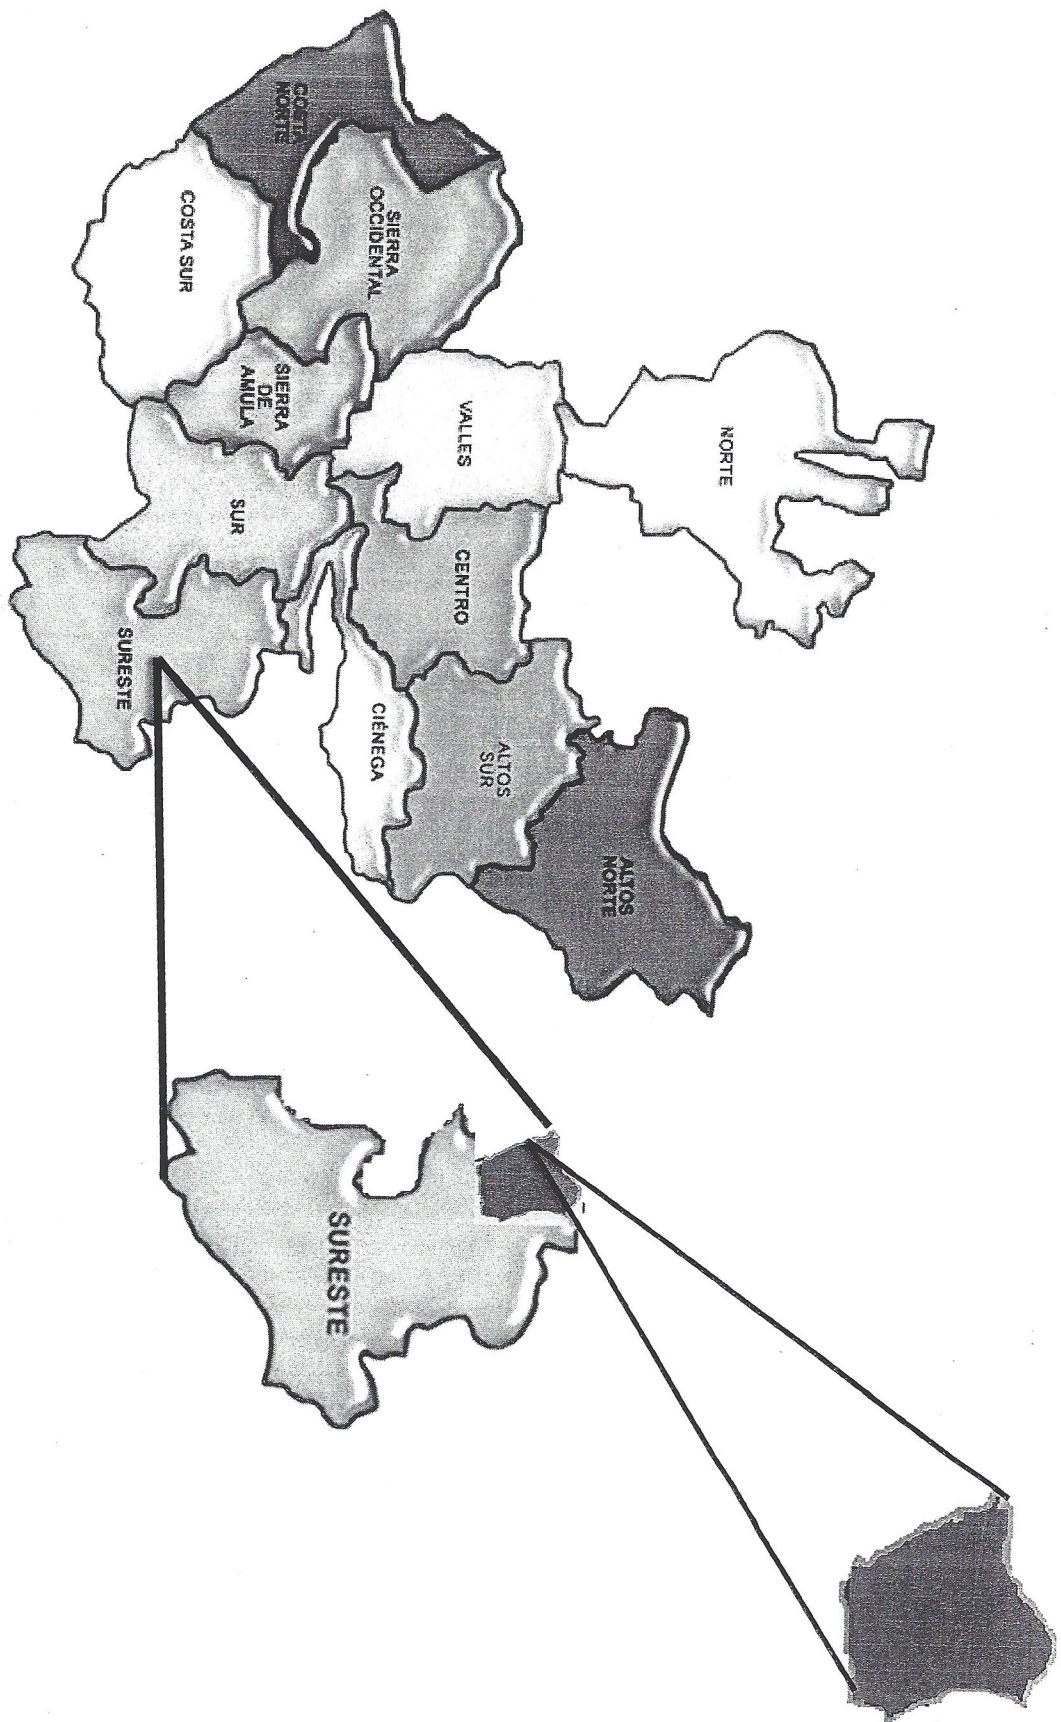 COSTA
NORTE
SIERRA
OCCIDENTAL
COSTA SUR
SIERRA
DE
AMULA
VALLES
NORTE
SUR
CENTRO
SURESTE
CIÉNEGA
ALTOS
SUR
ALTOS
NORTE
SURESTE